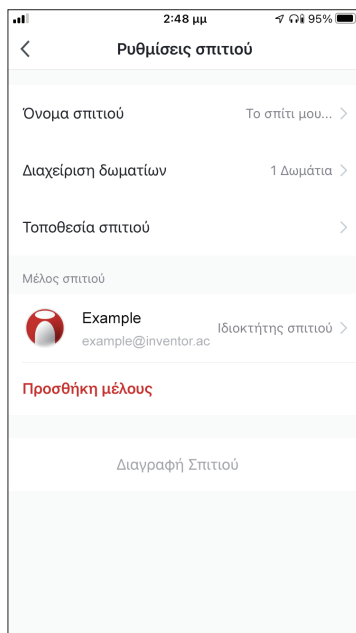 2:48 μμ 95%
Ρυθμίσεις σπιτιού
Όνομα σπιτιού Το σπίτι μου...
Διαχείριση δωματίων 1 Δωμάτια
Τοποθεσία σπιτιού
Μέλος σπιτιού
Example
example@inventor.ac Ιδιοκτήτης σπιτιού
Προσθήκη μέλους
Διαγραφή Σπιτιού